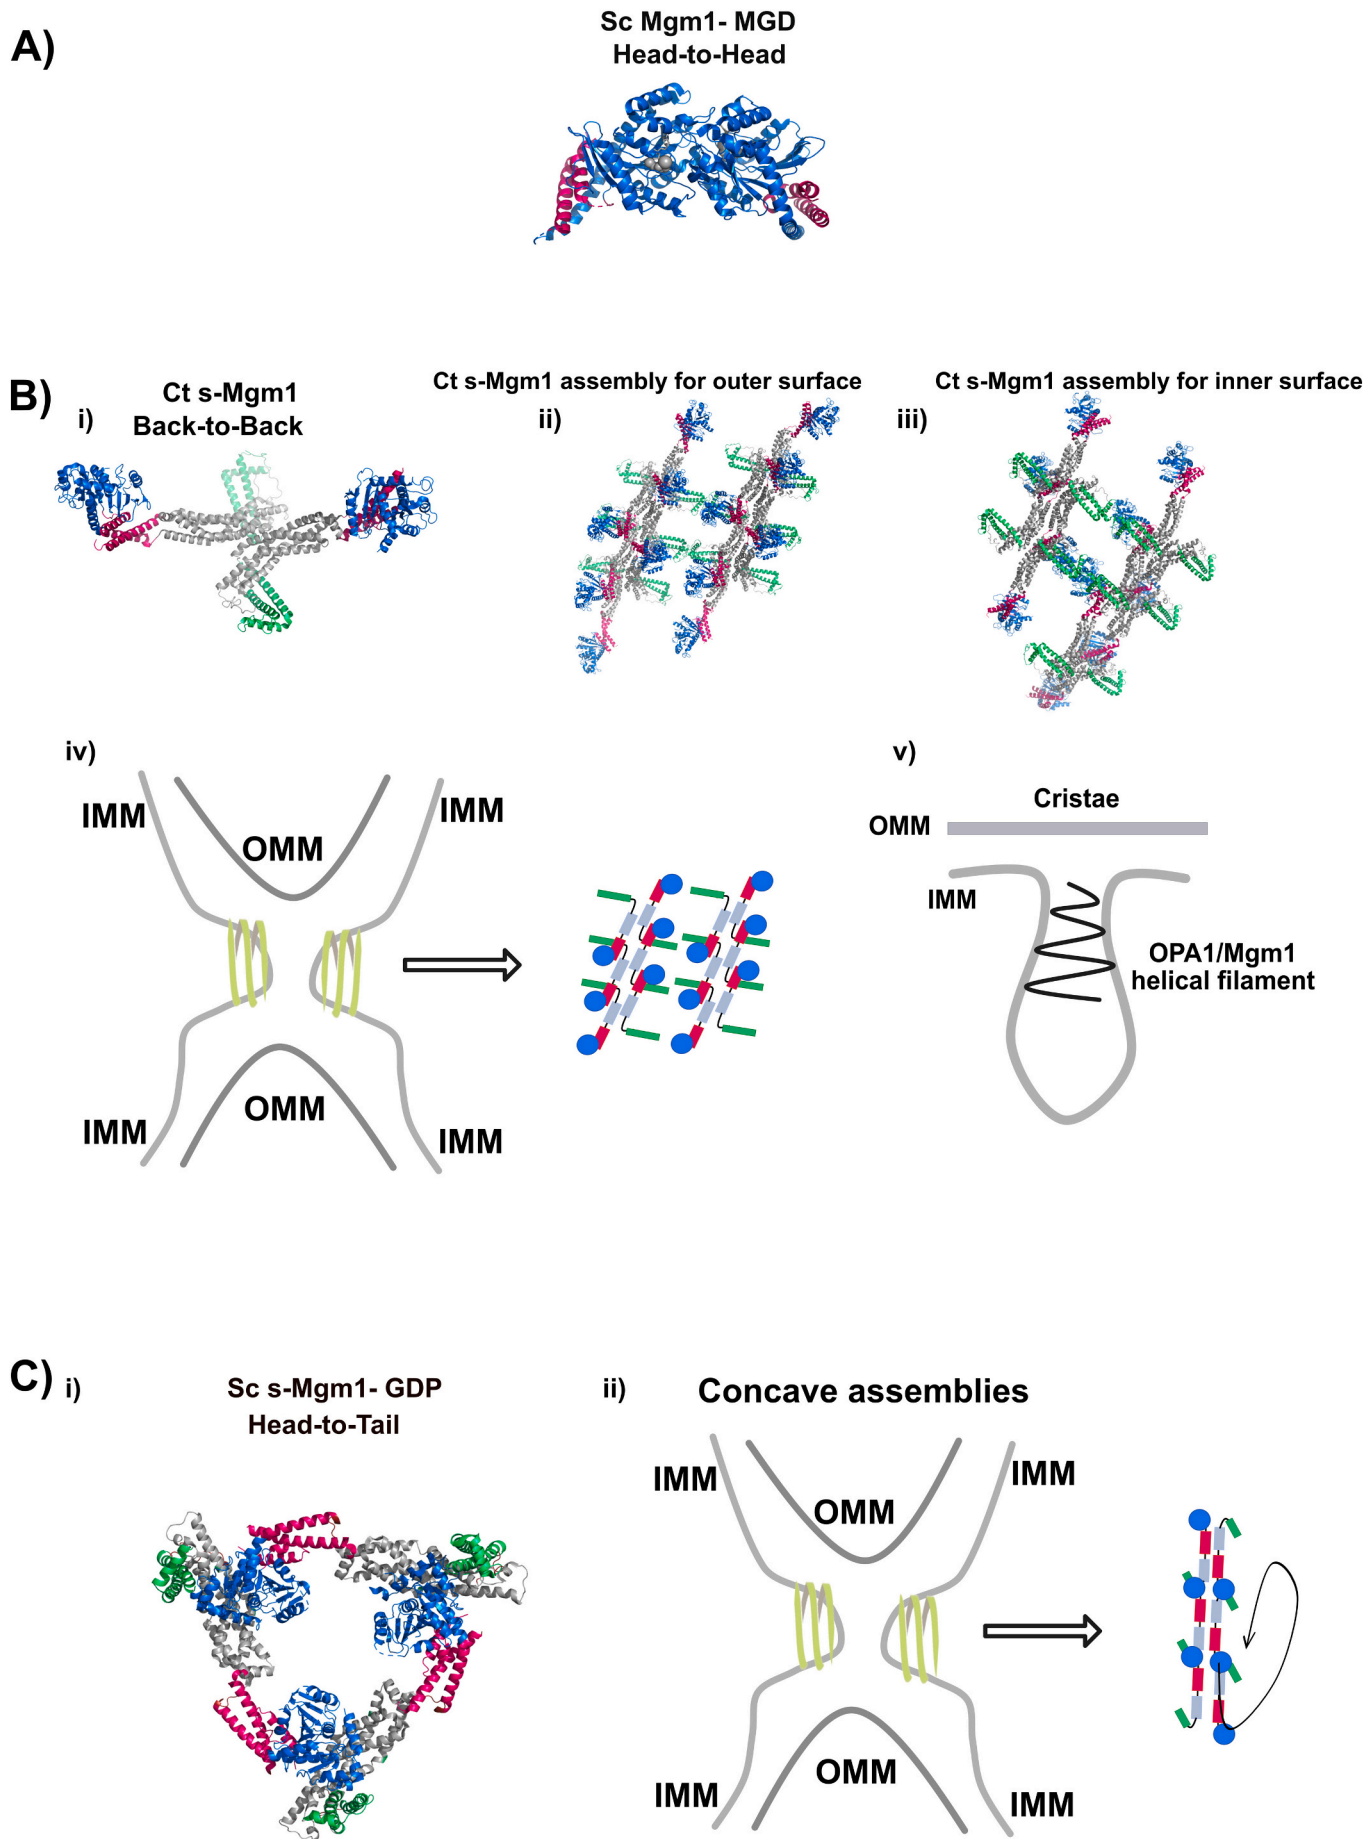 A)
Sc Mgm1- MGD
Head-to-Head
B)
i)
Ct s-Mgm1
Back-to-Back
Ct s-Mgm1 assembly for outer surface
ii)
Ct s-Mgm1 assembly for inner surface
iii)
iv)
IMM
IMM
OMM
OMM
IMM
IMM
v)
Cristae
OMM
IMM
OPA1/Mgm1
helical filament
C)
i)
Sc s-Mgm1- GDP
Head-to-Tail
ii)
Concave assemblies
IMM
IMM
OMM
OMM
IMM
IMM